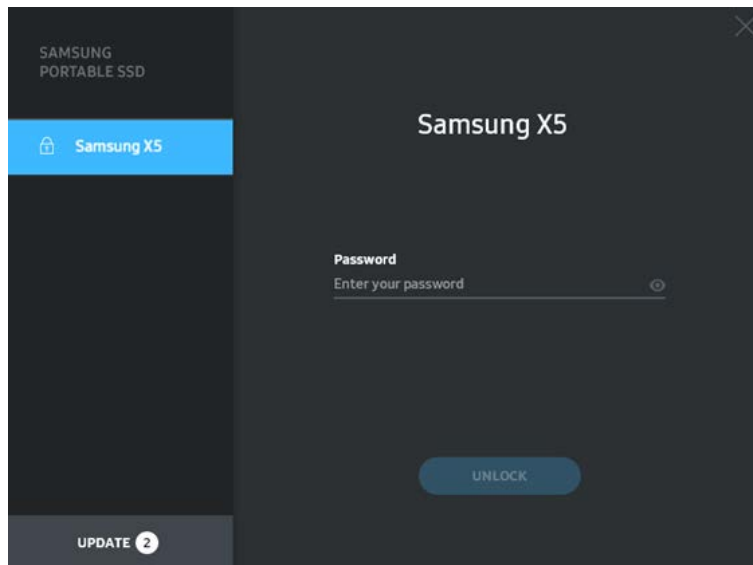 SAMSUNG
PORTABLE SSD
Samsung X5
Samsung X5
Password
Enter your password
UNLOCK
UPDATE 2